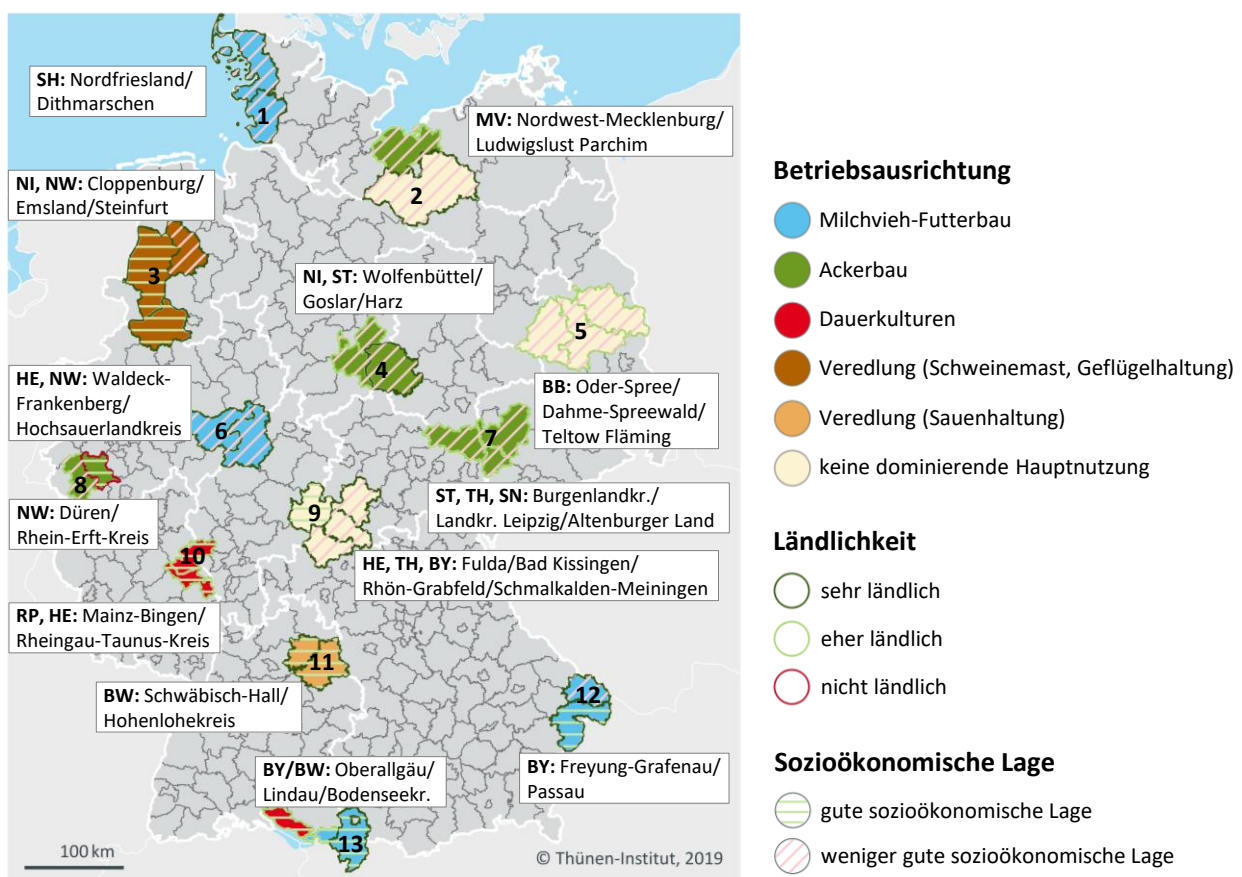 SH: Nordfriesland/
Dithmarschen
1
MV: Nordwest-Mecklenburg/
Ludwigslust Parchim
2
NI, NW: Cloppenburg/
Emsland/Steinfurt
3
NI, ST: Wolfenbüttel/
Goslar/Harz
4
5
HE, NW: Waldeck-
Frankenberg/
Hochsauerlandkreis
6
BB: Oder-Spree/
Dahme-Spreewald/
Teltow Fläming
7
8
NW: Düren/
Rhein-Erft-Kreis
ST, TH, SN: Burgenlandkr./
Landkr. Leipzig/Altenburger Land
9
HE, TH, BY: Fulda/Bad Kissingen/
Rhön-Grabfeld/Schmalkalden-Meiningen
10
RP, HE: Mainz-Bingen/
Rheingau-Taunus-Kreis
11
BW: Schwäbisch-Hall/
Hohenlohekreis
12
BY: Freyung-Grafenau/
Passau
BY/BW: Oberallgäu/
Lindau/Bodenseekr.
13
100 km
© Thünen-Institut, 2019
Betriebsausrichtung
Milchvieh-Futterbau
Ackerbau
Dauerkulturen
Veredlung (Schweinemast, Geflügelhaltung)
Veredlung (Sauenhaltung)
keine dominierende Hauptnutzung
Ländlichkeit
sehr ländlich
eher ländlich
nicht ländlich
Sozioökonomische Lage
gute sozioökonomische Lage
weniger gute sozioökonomische Lage